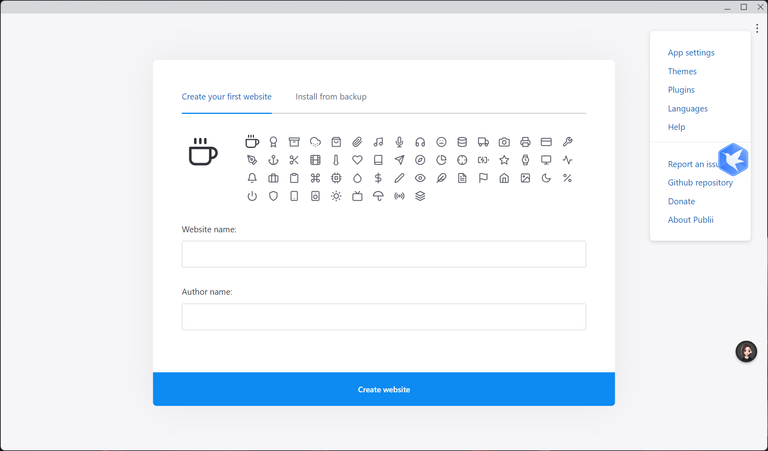 Create your first website
Install from backup
Website name:
Author name:
Create website
App settings
Themes
Plugins
Languages
Help
Report an
Github repository
Donate
About Publii